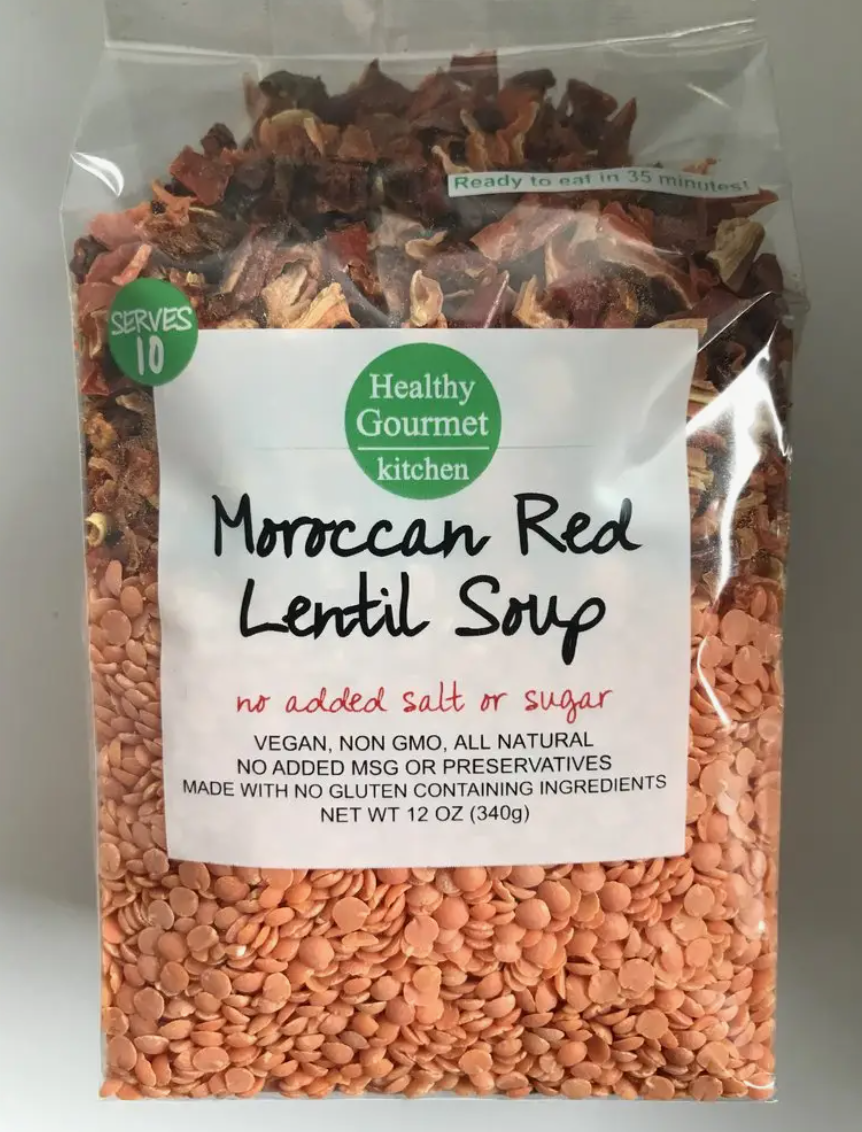 Ready to eat in 35 minutes!
SERVES
10
Healthy
Gourmet
kitchen
Moroccan Red
Lentil Soup
no added salt or sugar
VEGAN, NON GMO, ALL NATURAL
NO ADDED MSG OR PRESERVATIVES
MADE WITH NO GLUTEN CONTAINING INGREDIENTS
NET WT 12 OZ (340g)